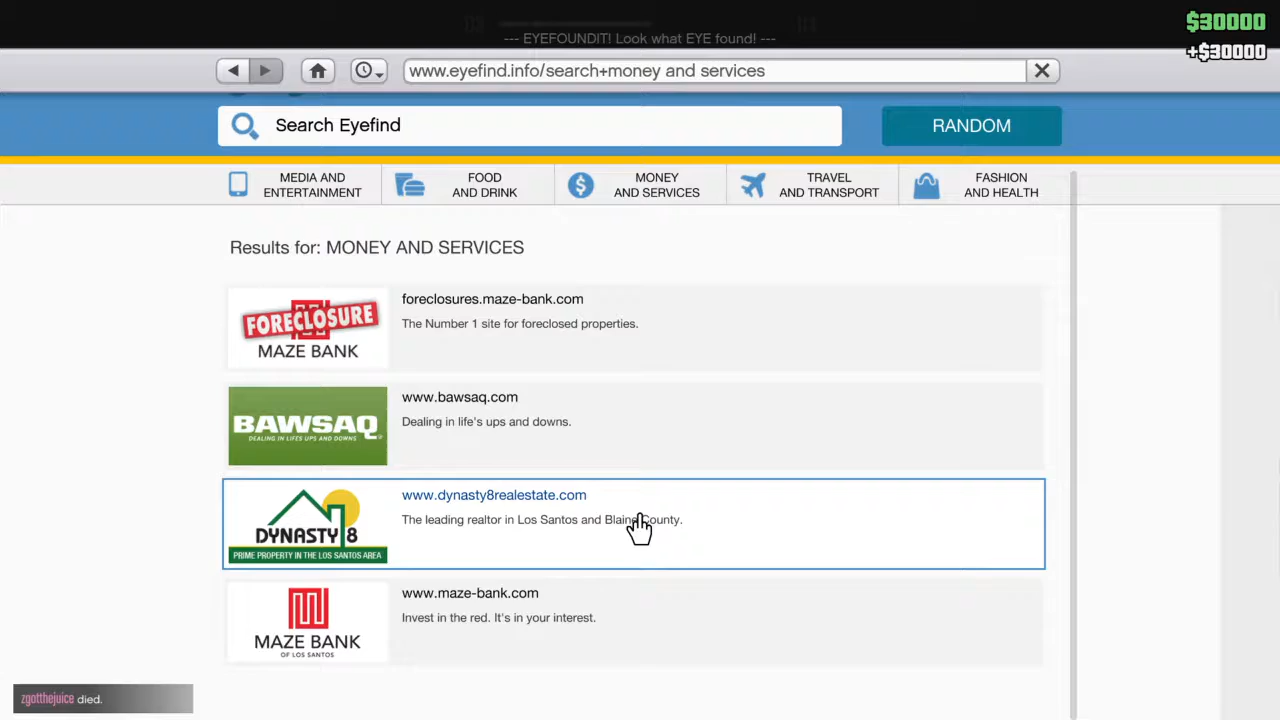 $30000
+$30000
--- EYEFOUNDIT! Look what EYE found! ---
www.eyefind.info/search+money and services
Search Eyefind
RANDOM
MEDIA AND
ENTERTAINMENT
FOOD
AND DRINK
MONEY
AND SERVICES
TRAVEL
AND TRANSPORT
FASHION
AND HEALTH
Results for: MONEY AND SERVICES
FORECLOSURE
MAZE BANK
foreclosures.maze-bank.com
The Number 1 site for foreclosed properties.
BAWSAQ
DEALING IN LIFE'S UPS AND DOWNS
www.bawsaq.com
Dealing in life's ups and downs.
DYNASTY 8
PRIME PROPERTY IN THE LOS SANTOS AREA
www.dynasty8realestate.com
The leading realtor in Los Santos and Blaine County.
MAZE BANK
OF LOS SANTOS
www.maze-bank.com
Invest in the red. It's in your interest.
zgotthejuice died.